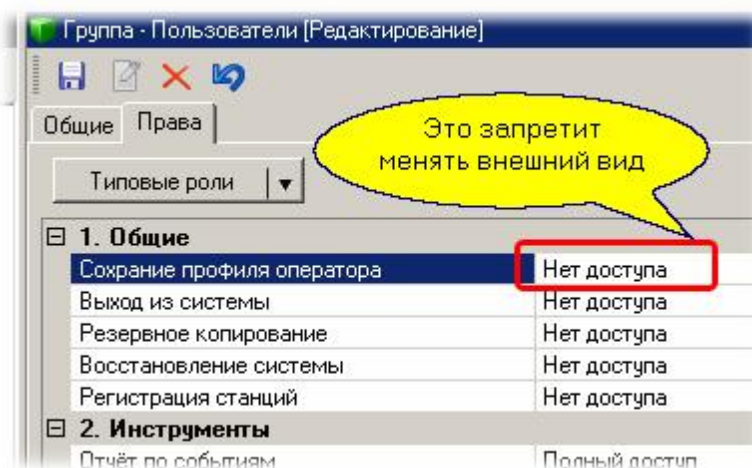 Группа - Пользователи [Редактирование]
Общие Права
Это запретит
менять внешний вид
Типовые роли
1. Общие
Сохрание профиля оператора Нет доступа
Выход из системы Нет доступа
Резервное копирование Нет доступа
Восстановление системы Нет доступа
Регистрация станций Нет доступа
2. Инструменты
Отчёт по событиям Полный доступ